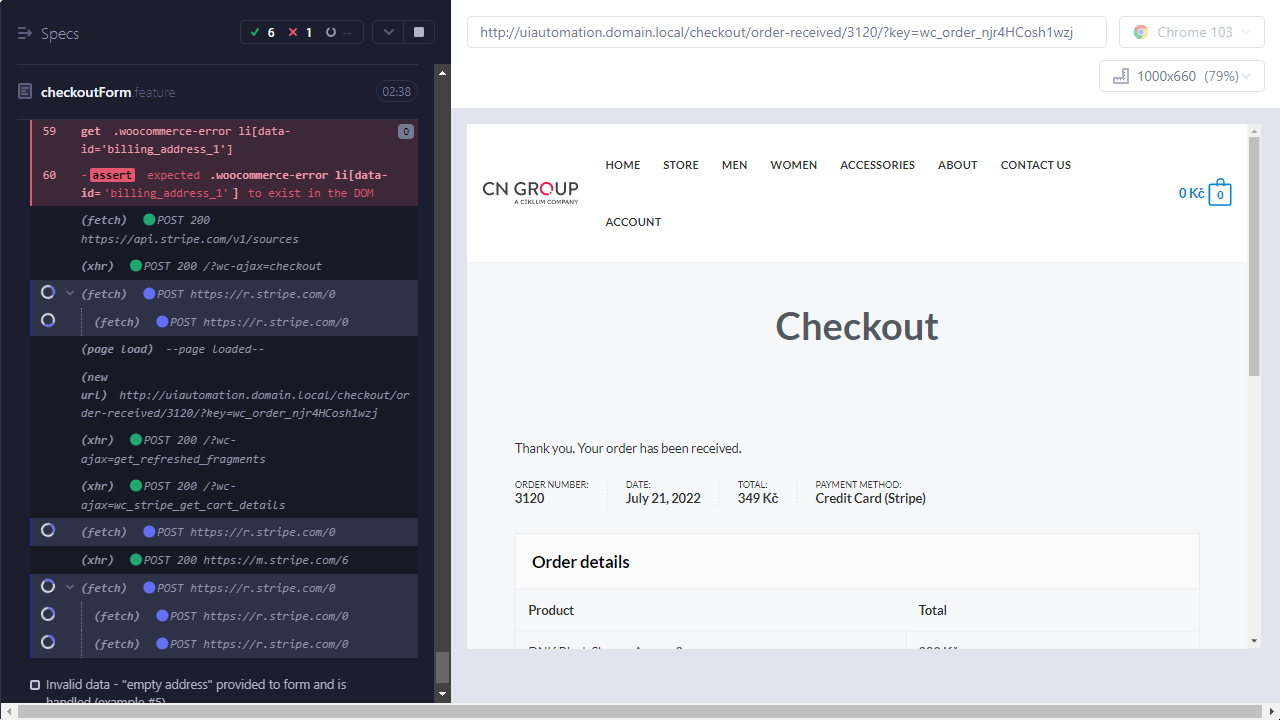 Specs
6 1 --
checkoutForm.feature 02:38
59 get .woocommerce-error li[data-
id='billing_address_1'] 0
60 -assert expected .woocommerce-error li[data-
id='billing_address_1'] to exist in the DOM
(fetch) POST 200
https://api.stripe.com/v1/sources
(xhr) POST 200 /?wc-ajax=checkout
(fetch) POST https://r.stripe.com/0
(fetch) POST https://r.stripe.com/0
(page load) --page loaded--
(new
url) http://uiautomation.domain.local/checkout/or
der-received/3120/?key=wc_order_njr4HCosh1wzj
(xhr) POST 200 /?wc-
ajax=get_refreshed_fragments
(xhr) POST 200 /?wc-
ajax=wc_stripe_get_cart_details
(fetch) POST https://r.stripe.com/0
(xhr) POST 200 https://m.stripe.com/6
(fetch) POST https://r.stripe.com/0
(fetch) POST https://r.stripe.com/0
(fetch) POST https://r.stripe.com/0
Invalid data - "empty address" provided to form and is
handled (example #5)
http://uiautomation.domain.local/checkout/order-received/3120/?key=wc_order_njr4HCosh1wzj
Chrome 103
1000x660 (79%)
CN GROUP
A CIKLUM COMPANY
HOME STORE MEN WOMEN ACCESSORIES ABOUT CONTACT US
ACCOUNT
0 Kč 0
Checkout
Thank you. Your order has been received.
ORDER NUMBER:
3120
DATE:
July 21, 2022
TOTAL:
349 Kč
PAYMENT METHOD:
Credit Card (Stripe)
Order details
Product Total